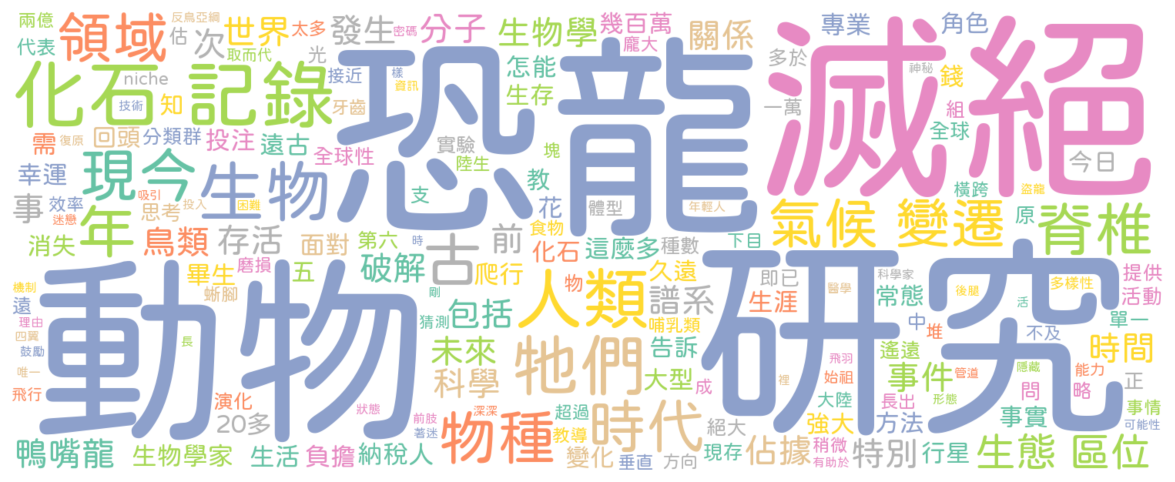 兩億 領域 反鳥亞綱 估 次 世界 太多 發生 分子 生物學 幾百萬 關係 專業 角色
代表 取而代 密碼 光 龐大 多於 神秘 錢
化石 記錄 niche 技術 知 接近 樣 資訊 牙齒 怎能 生存 恐龍 滅絕 一萬 組 全球
需 復原 回頭 分類群 投注 遠古 全球性 實驗 陸生 塊 今日
幸運 現今 吸引 生物 支 教 橫跨 盜龍
事 效率 迷戀 年 思考 投入 困難 花 體型 年輕人 氣候 變遷 原 脊椎
消失 鳥類 存活 面對 第六 古 前 食物 化石 這麼多 種數 下目
槽制 畢生 磨損 五 破解 爬行 物 久遠 即已 科學家 常態 後腿 多樣性 提供
遠 蜥腳 時 剛 人類 譜系 生涯 醫學 活 活動
理由 動物 猜測 包括 哺乳類 研究 中 堆 不及 單一
四翼 鼓勵 長 未來 告訴 遙遠 隱藏 時間
唯一 科學 牠們 大型 成 飛羽 裡 始祖 事件 管道 問 能力 略 正
飛行 演化 狀態 前肢 深深 超過 時代 大陸 長出 形態 事實 事情
20多 著迷 物種 教導 絕大 強大 方法 可能性
鴨嘴龍 生物學家 生活 負擔 納稅人 變化 垂直 方向 現存 佔據 稍微 有助於 特別 行星 生態 區位